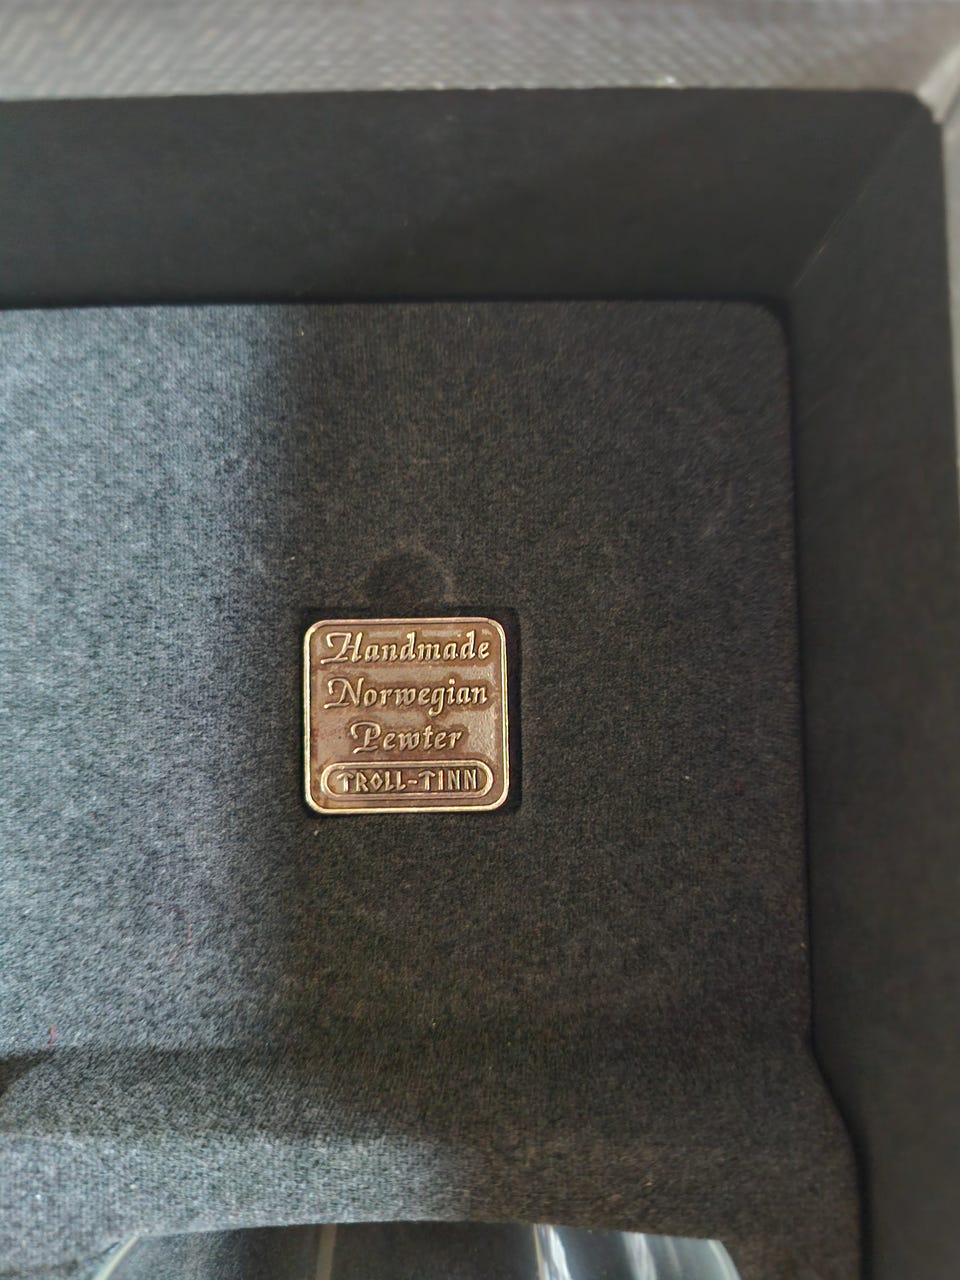 Handmade
Norwegian
Pewter
TROLL-TINN